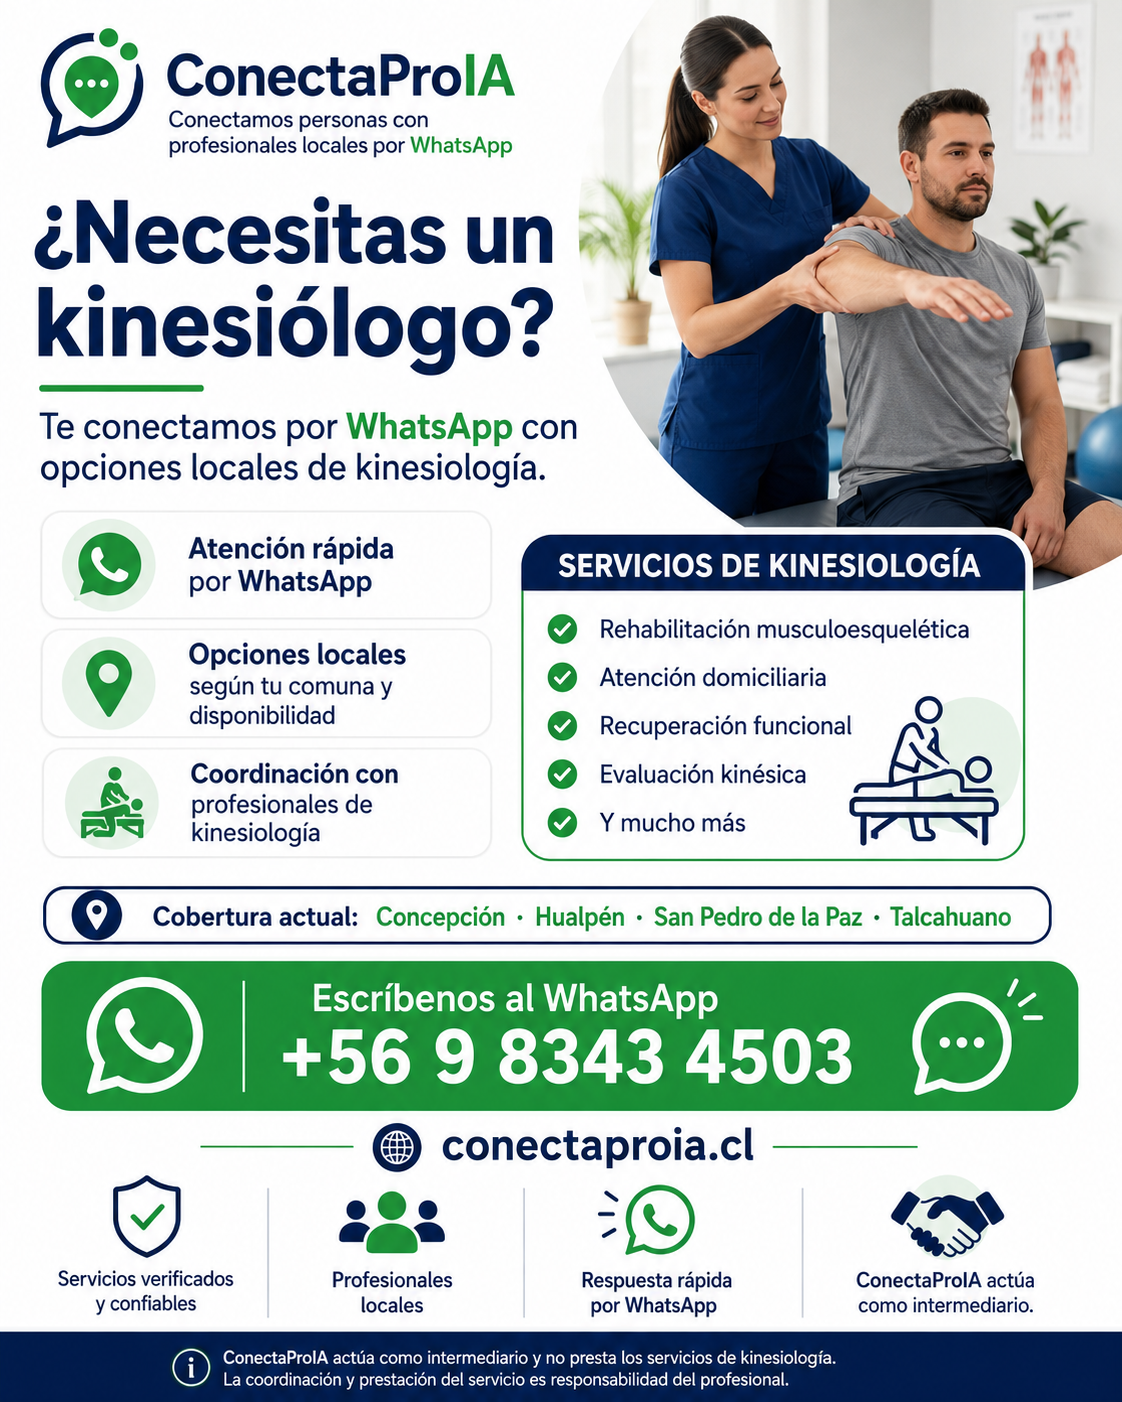 ConectaProIA
Conectamos personas con
profesionales locales por WhatsApp
¿Necesitas un
kinesiólogo?
Te conectamos por WhatsApp con
opciones locales de kinesiología.
Atención rápida
por WhatsApp
Opciones locales
según tu comuna y
disponibilidad
Coordinación con
profesionales de
kinesiología
SERVICIOS DE KINESIOLOGÍA
Rehabilitación musculoesquelética
Atención domiciliaria
Recuperación funcional
Evaluación kinésica
Y mucho más
Cobertura actual: Concepción · Hualpén · San Pedro de la Paz · Talcahuano
Escríbenos al WhatsApp
+56 9 8343 4503
conectaproia.cl
Servicios verificados
y confiables
Profesionales
locales
Respuesta rápida
por WhatsApp
ConectaProIA actúa
como intermediario.
ConectaProIA actúa como intermediario y no presta los servicios de kinesiología.
La coordinación y prestación del servicio es responsabilidad del profesional.